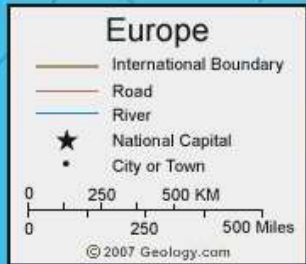 Europe
International Boundary
Road
River
National Capital
City or Town
0 250 500 KM
0 250 500 Miles
© 2007 Geology.com